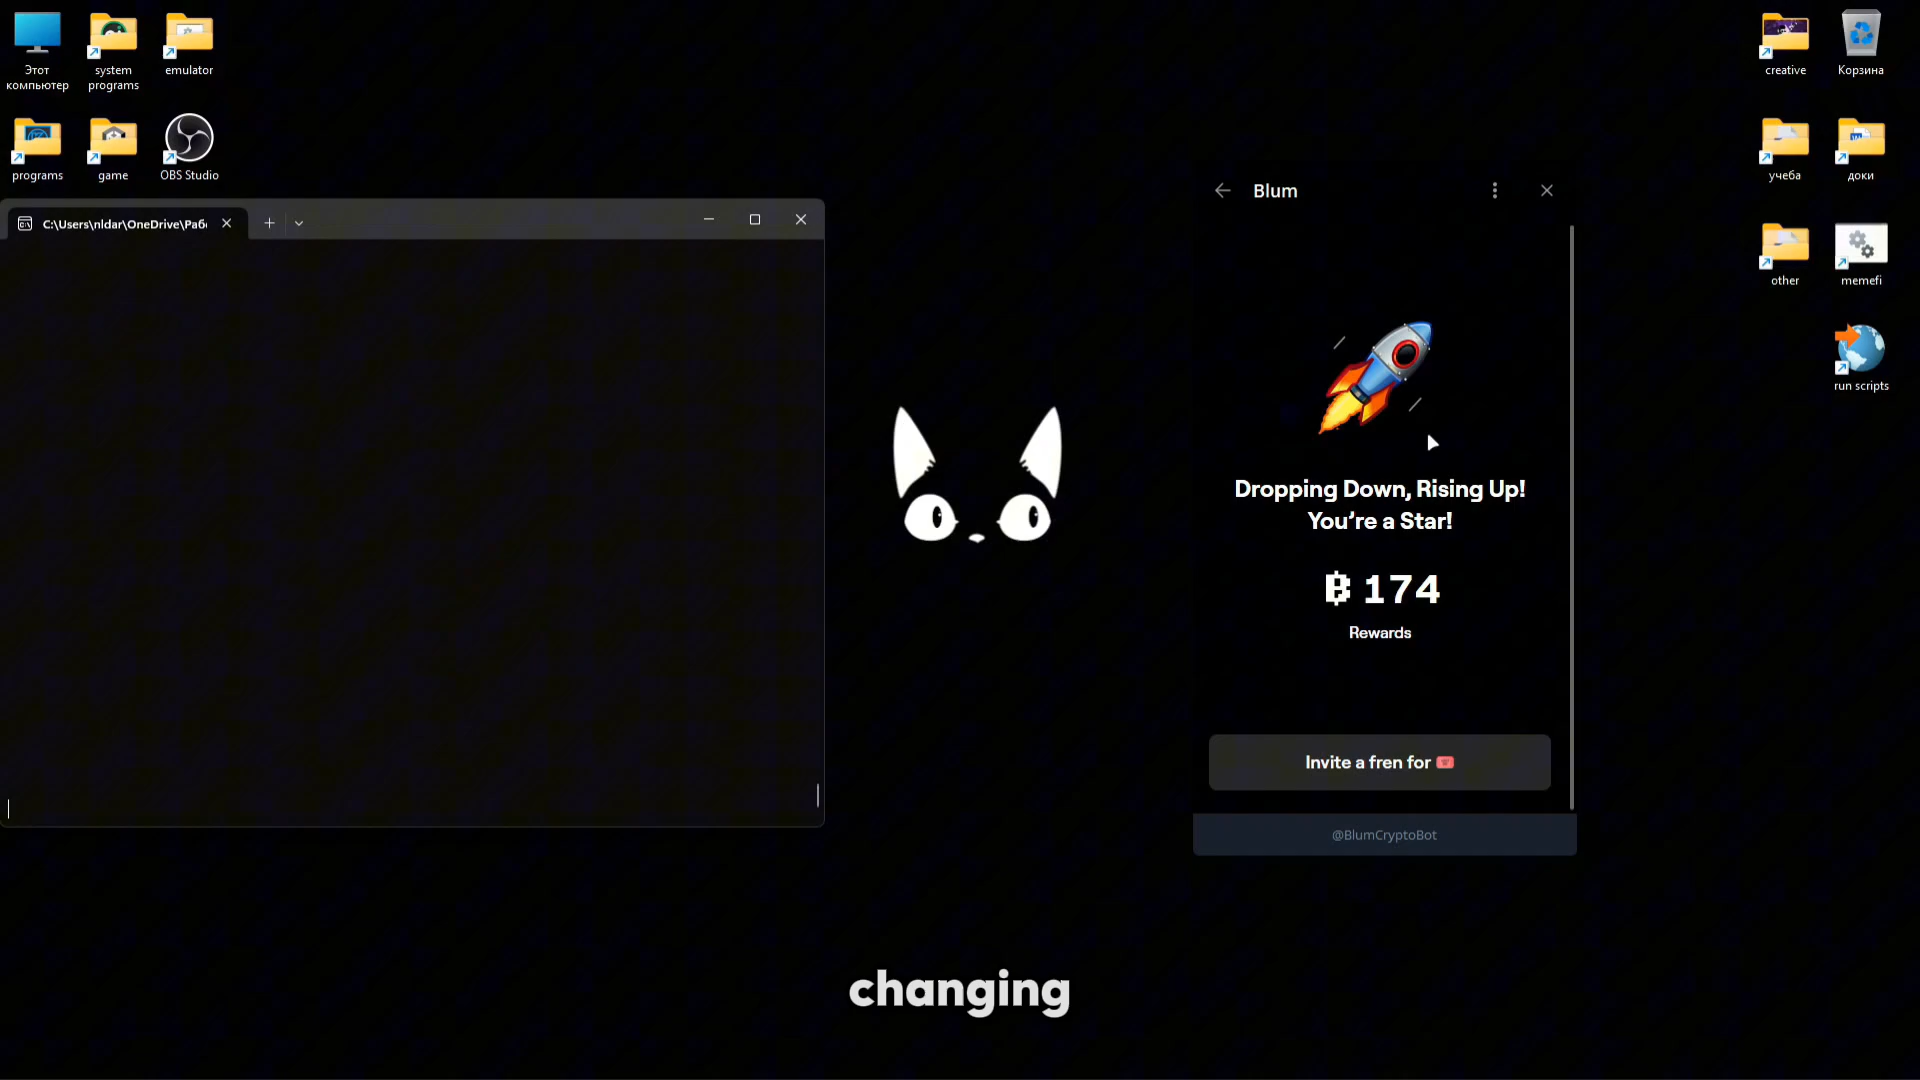 Этот
компьютер
system
programs
emulator
programs
game
OBS Studio
creative
Корзина
учеба
доки
other
memefi
run scripts
C:\Users\nldar\OneDrive\Рабо
Blum
Dropping Down, Rising Up!
You’re a Star!
174
Rewards
Invite a fren for
@BlumCryptoBot
changing